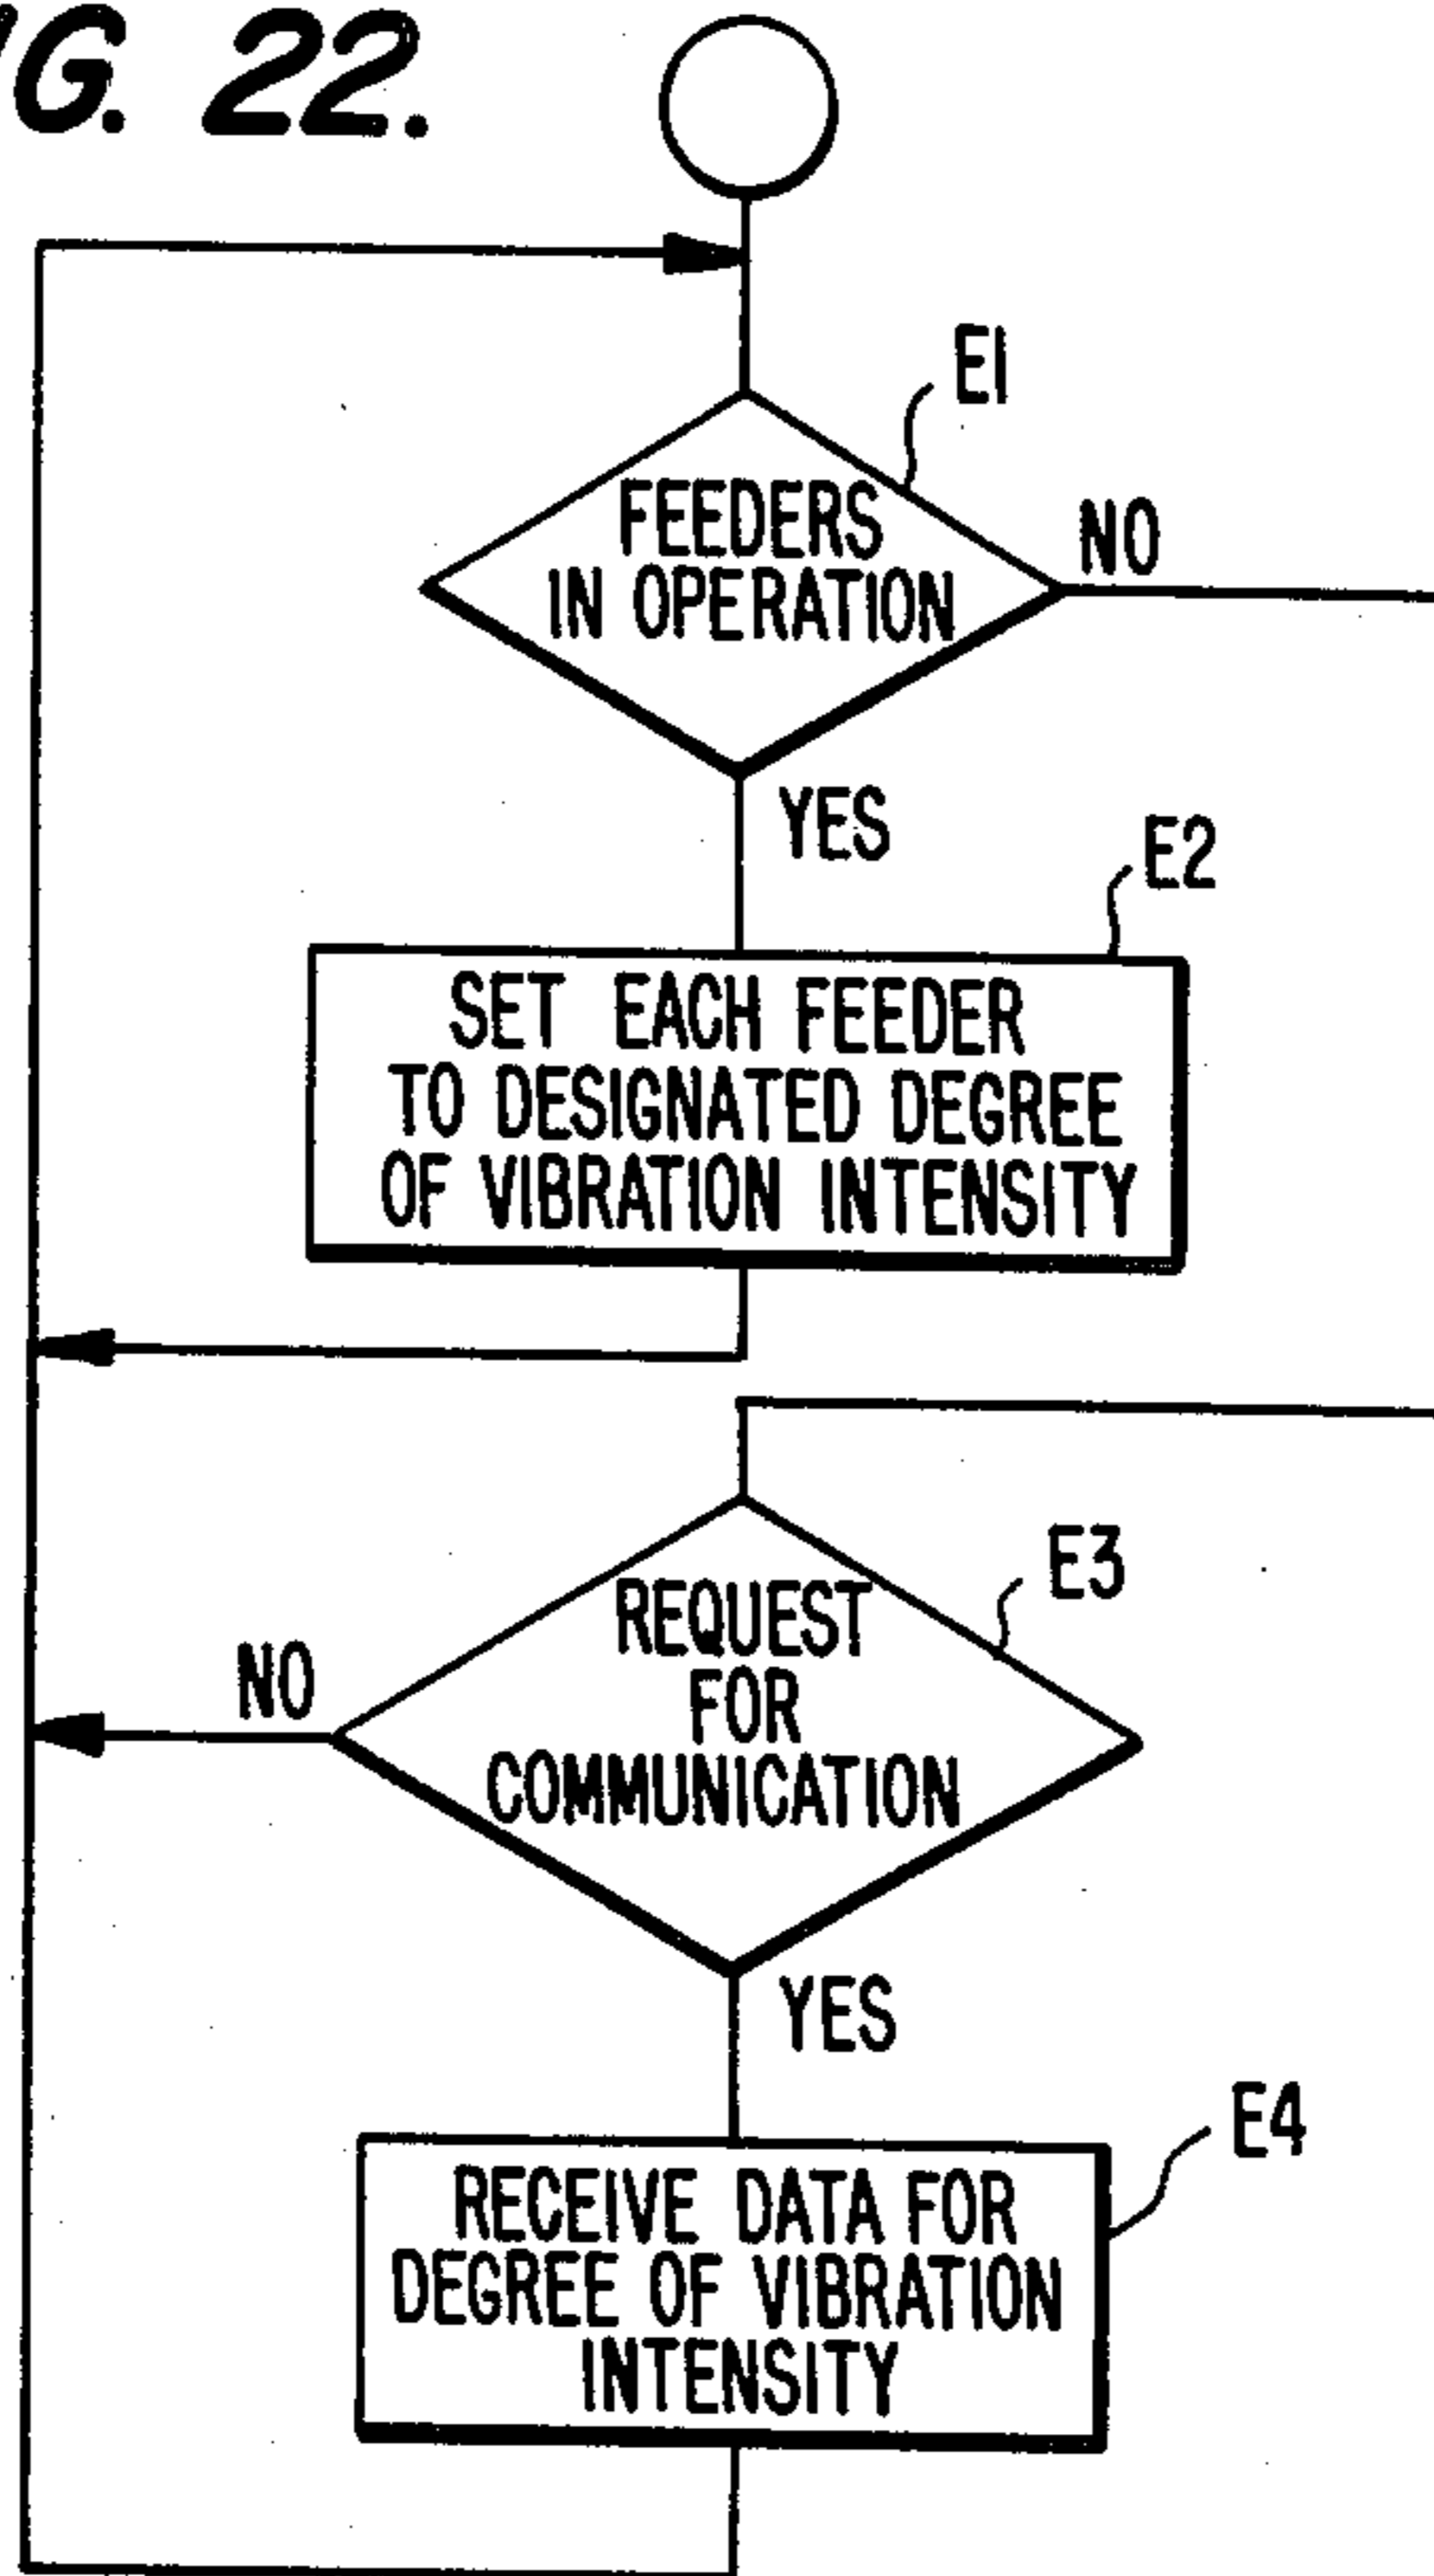 G. 22.
E1
FEEDERS
IN OPERATION
NO
YES
E2
SET EACH FEEDER
TO DESIGNATED DEGREE
OF VIBRATION INTENSITY
E3
REQUEST
FOR
COMMUNICATION
NO
YES
E4
RECEIVE DATA FOR
DEGREE OF VIBRATION
INTENSITY